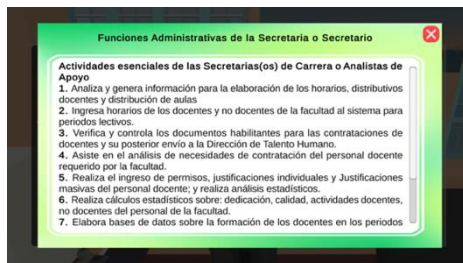 Funciones Administrativas de la Secretaria o Secretario
Actividades esenciales de las Secretarias(os) de Carrera o Analistas de
Apoyo
1. Analiza y genera información para la elaboración de los horarios, distributivos
docentes y distribución de aulas
2. Ingresa horarios de los docentes y no docentes de la facultad al sistema para
periodos lectivos.
3. Verifica y controla los documentos habilitantes para las contrataciones de
docentes y su posterior envío a la Dirección de Talento Humano.
4. Asiste en el análisis de necesidades de contratación del personal docente
requerido por la facultad.
5. Realiza el ingreso de permisos, justificaciones individuales y Justificaciones
masivas del personal docente; y realiza análisis estadísticos.
6. Realiza cálculos estadísticos sobre: dedicación, calidad, actividades docentes,
no docentes del personal de la facultad.
7. Elabora bases de datos sobre la formación de los docentes en los periodos